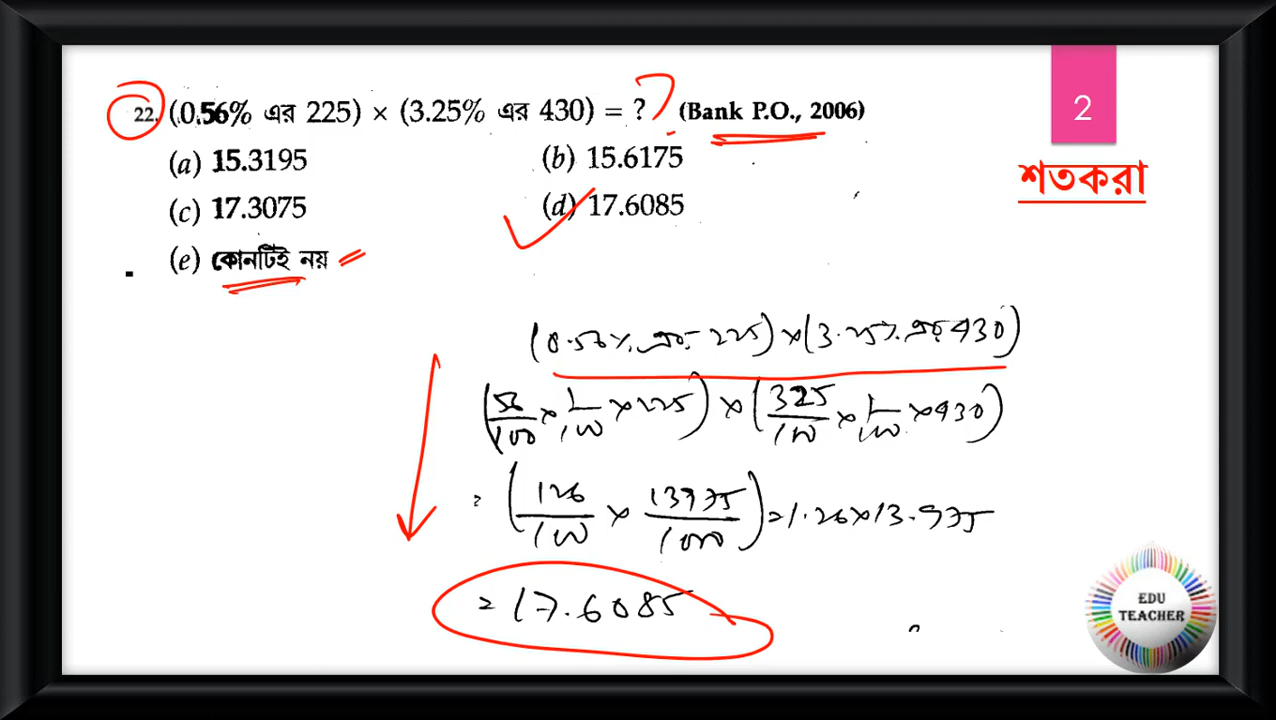 22. (0.56% এর 225) × (3.25% এর 430) = ? (Bank P.O., 2006)
(a) 15.3195 (b) 15.6175
(c) 17.3075 (d) 17.6085
(e) কোনটিই নয়
2
শতকরা
(0.56% এর 225) × (3.25% এর 430)
(56/100 × 1/100 × 225) × (325/100 × 1/100 × 430)
= (126/100 × 13975/1000) = 1.26×13.975
= 17.6085
EDU
TEACHER